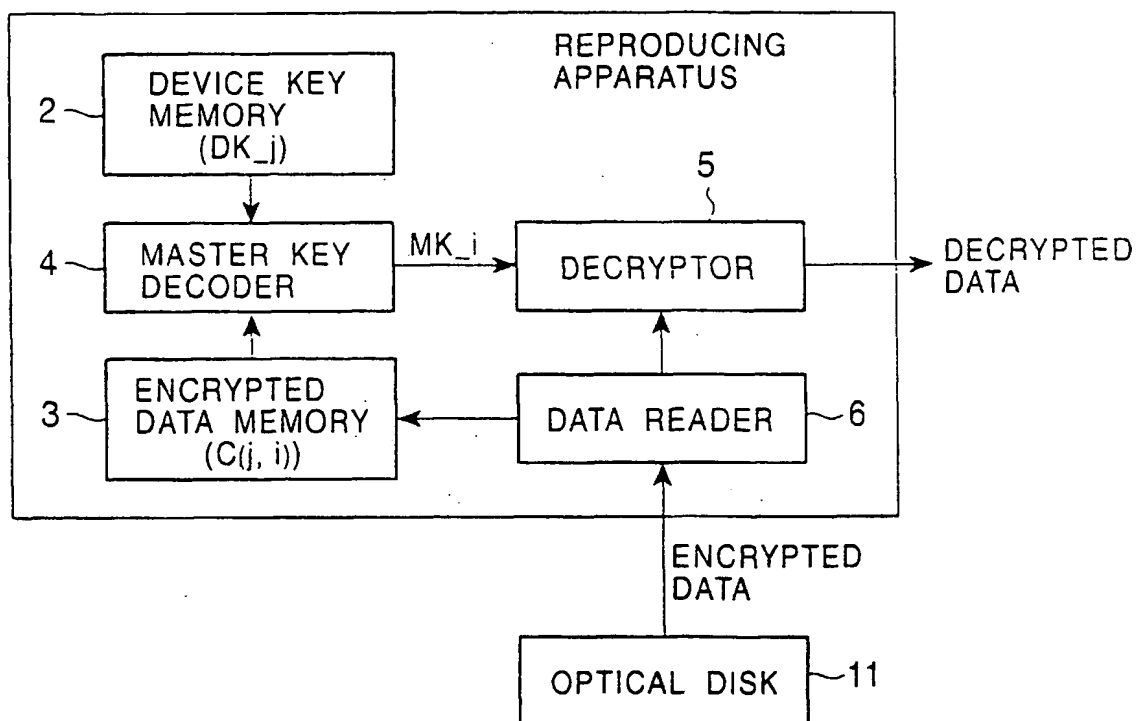 REPRODUCING
APPARATUS
2
DEVICE KEY
MEMORY
(DK_j)
5
4
MASTER KEY
DECODER
MK_i
DECRYPTOR
DECRYPTED
DATA
3
ENCRYPTED
DATA MEMORY
(C(j, i))
DATA READER
6
ENCRYPTED
DATA
OPTICAL DISK
11